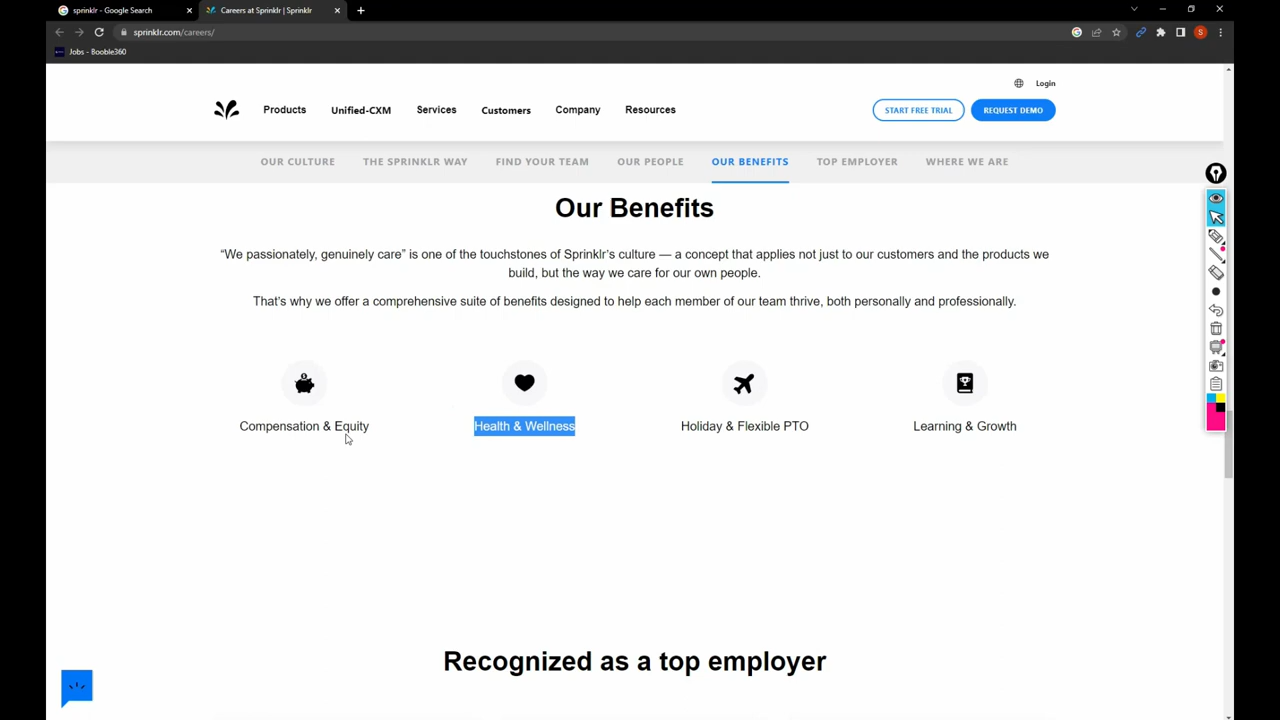 sprinklr - Google Search
Careers at Sprinklr | Sprinklr
sprinklr.com/careers/
S
Jobs - Booble360
Login
Products
Unified-CXM
Services
Customers
Company
Resources
START FREE TRIAL
REQUEST DEMO
OUR CULTURE
THE SPRINKLR WAY
FIND YOUR TEAM
OUR PEOPLE
OUR BENEFITS
TOP EMPLOYER
WHERE WE ARE
Our Benefits
“We passionately, genuinely care” is one of the touchstones of Sprinklr’s culture — a concept that applies not just to our customers and the products we
build, but the way we care for our own people.
That’s why we offer a comprehensive suite of benefits designed to help each member of our team thrive, both personally and professionally.
Compensation & Equity
Health & Wellness
Holiday & Flexible PTO
Learning & Growth
Recognized as a top employer